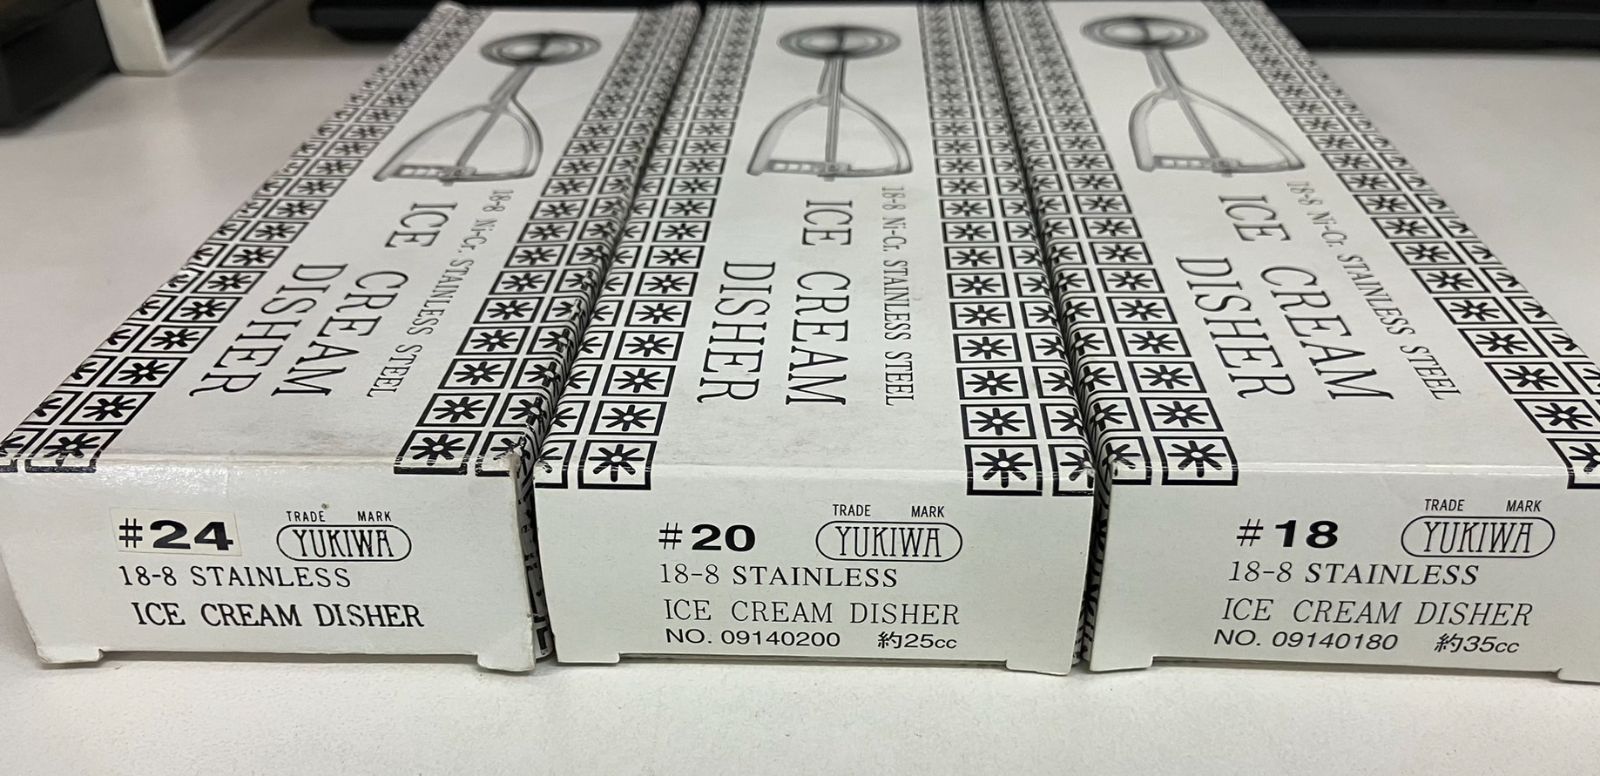 18-8 Ni-Cr. STAINLESS STEEL
ICE CREAM
DISHER
#24
TRADE MARK
YUKIWA
18-8 STAINLESS
ICE CREAM DISHER
18-8 Ni-Cr. STAINLESS STEEL
ICE CREAM
DISHER
#20
TRADE MARK
YUKIWA
18-8 STAINLESS
ICE CREAM DISHER
NO. 09140200 約25cc
18-8 Ni-Cr. STAINLESS STEEL
ICE CREAM
DISHER
#18
TRADE MARK
YUKIWA
18-8 STAINLESS
ICE CREAM DISHER
NO. 09140180 約35cc